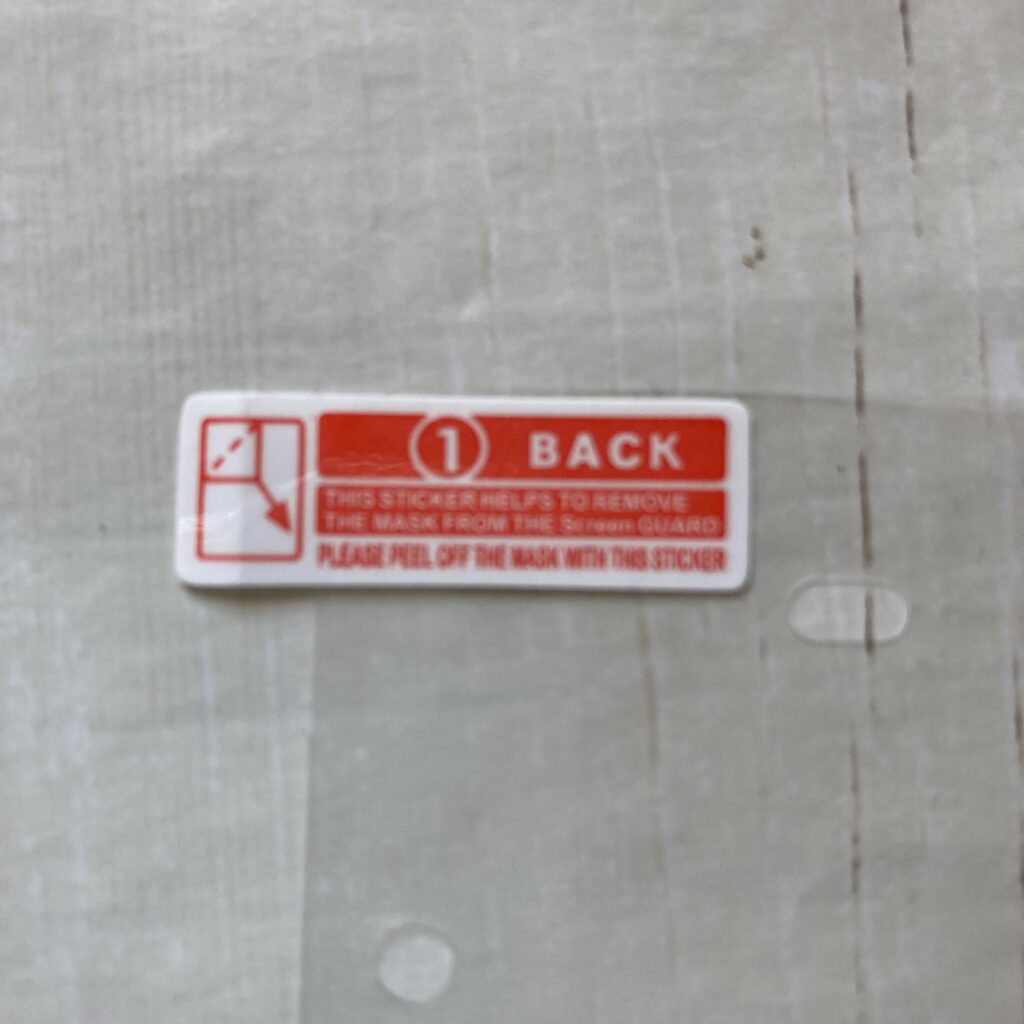 1 BACK
THIS STICKER HELPS TO REMOVE
THE MASK FROM THE Screen GUARD
PLEASE PEEL OFF THE MASK WITH THIS STICKER